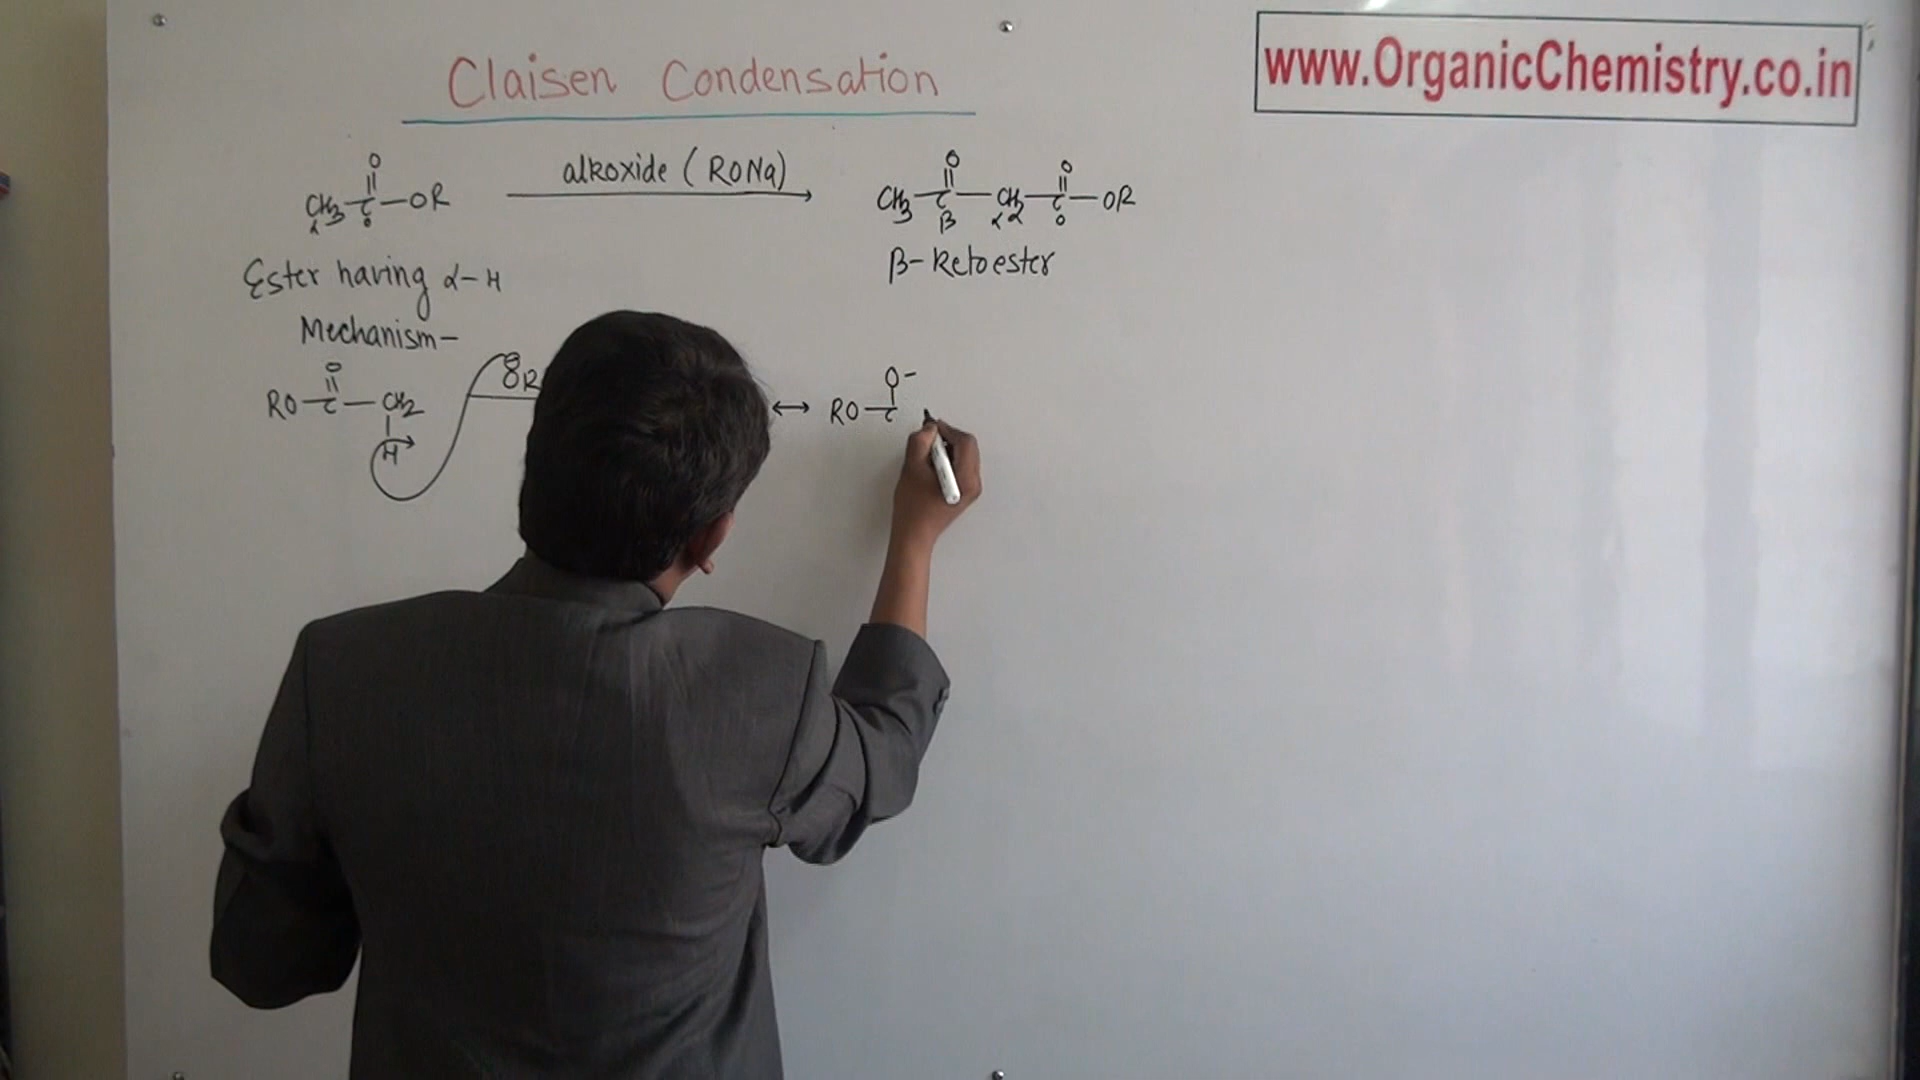 Claisen Condensation
www.OrganicChemistry.co.in
O
||
CH3—C—OR
α
alkoxide (RONa)
O O
|| ||
CH3—C—CH2—C—OR
β α
Ester having α-H
β-Ketoester
Mechanism-
O
||
RO—C—CH2
|
H
OR
↔ RO—C
O-